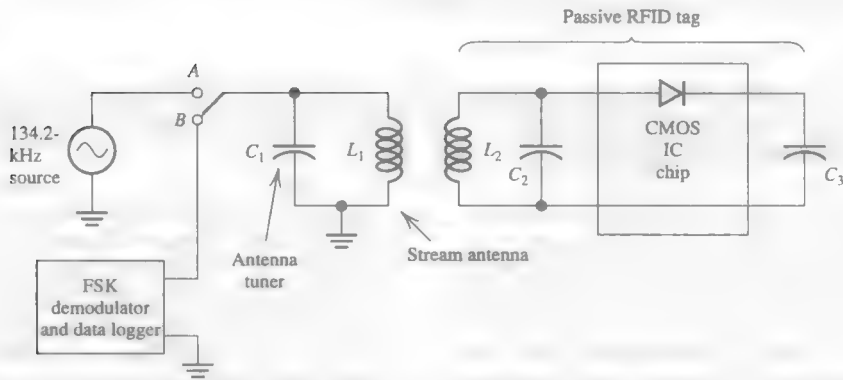 Passive RFID tag
A
B
134.2-
kHz
source
C1
L1
L2
C2
CMOS
IC
chip
C3
Antenna
tuner
Stream antenna
FSK
demodulator
and data logger